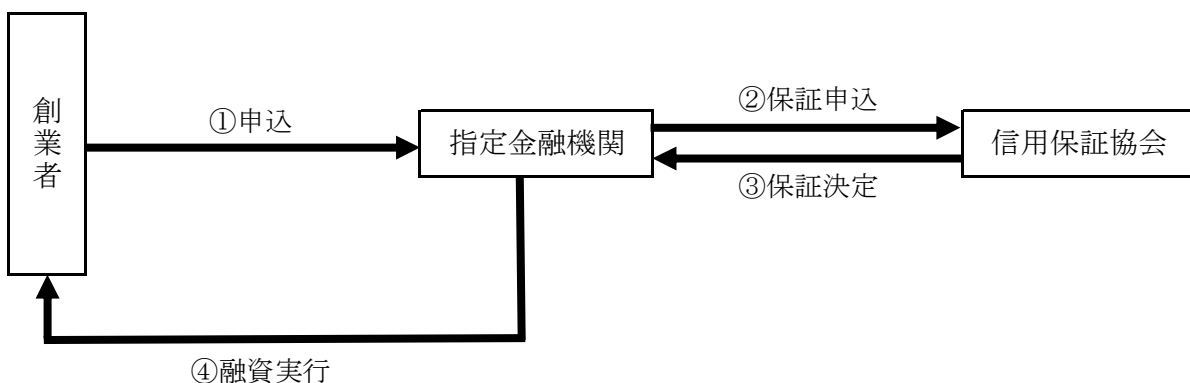 創業者
①申込
指定金融機関
②保証申込
③保証決定
信用保証協会
④融資実行